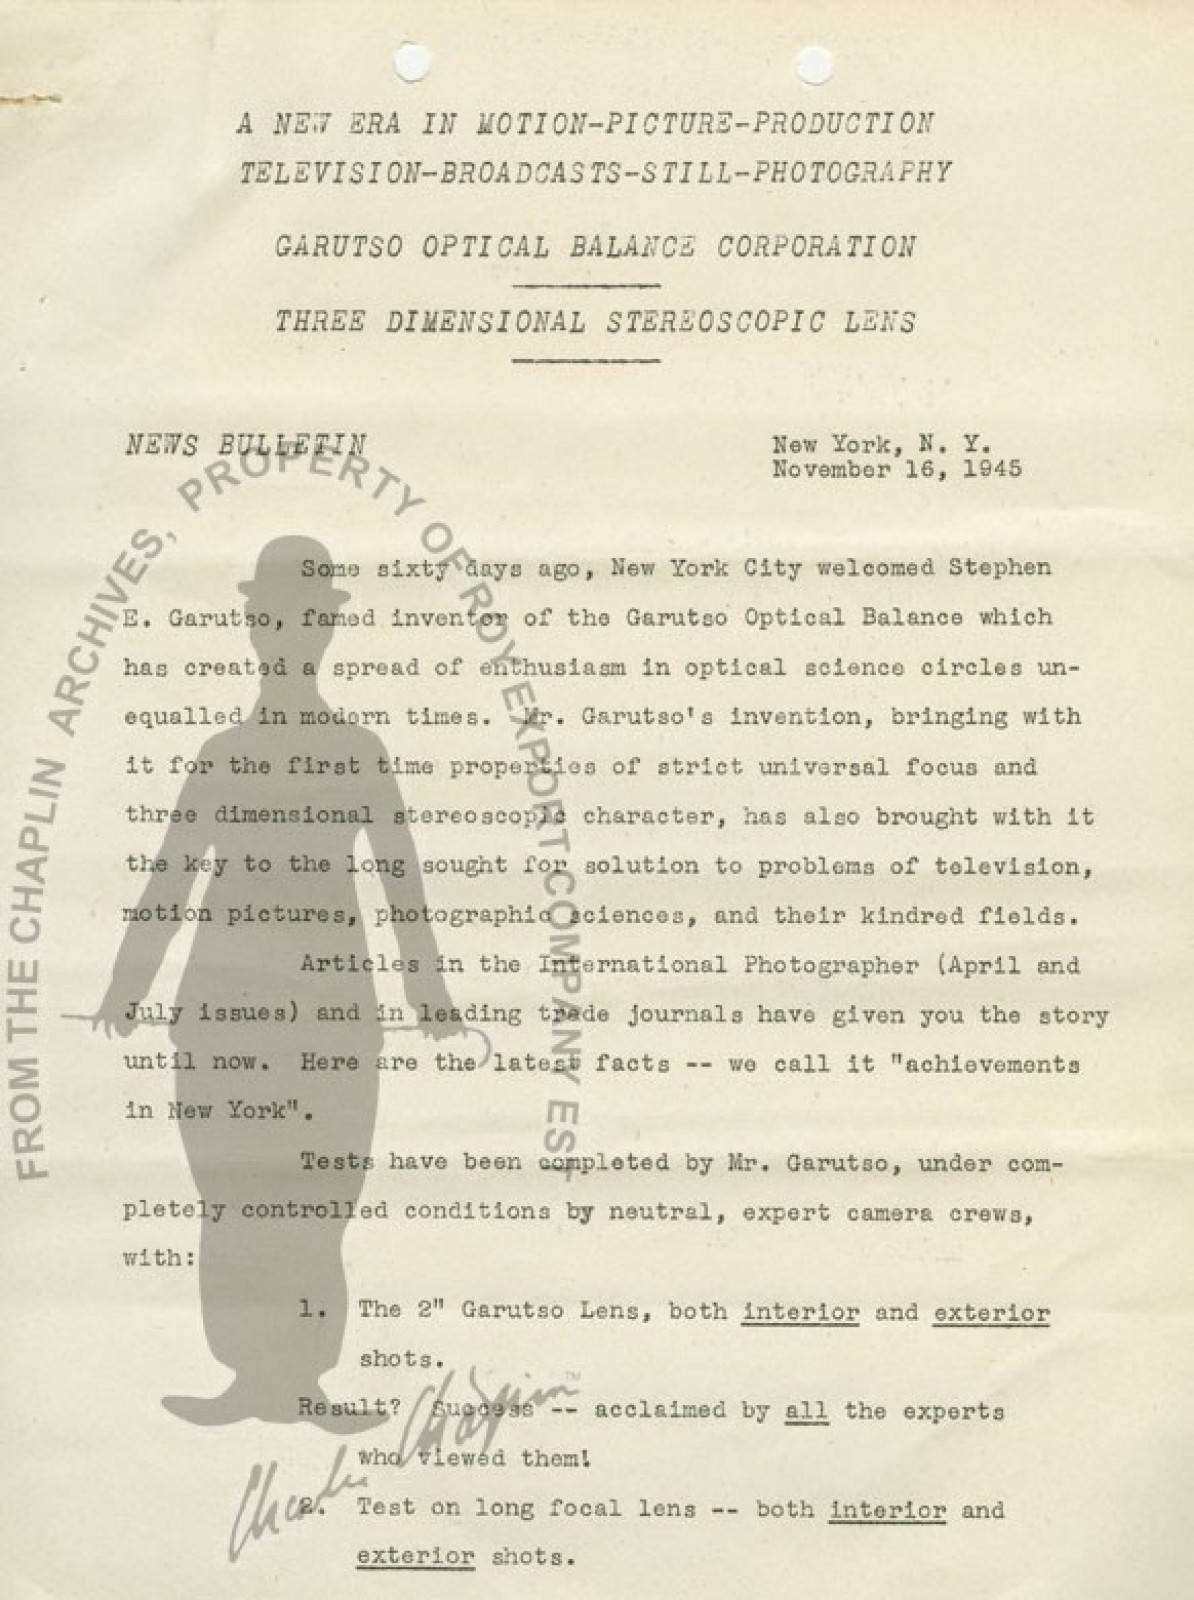 A NEW ERA IN MOTION-PICTURE-PRODUCTION
TELEVISION-BROADCASTS-STILL-PHOTOGRAPHY
GARUTSO OPTICAL BALANCE CORPORATION
THREE DIMENSIONAL STEREOSCOPIC LENS
NEWS BULLETIN
New York, N. Y.
November 16, 1945
Some sixty days ago, New York City welcomed Stephen
E. Garutso, famed inventor of the Garutso Optical Balance which
has created a spread of enthusiasm in optical science circles un-
equalled in modern times. Mr. Garutso's invention, bringing with
it for the first time properties of strict universal focus and
three dimensional stereoscopic character, has also brought with it
the key to the long sought for solution to problems of television,
motion pictures, photographic sciences, and their kindred fields.
Articles in the International Photographer (April and
July issues) and in leading trade journals have given you the story
until now. Here are the latest facts -- we call it "achievements
in New York".
Tests have been completed by Mr. Garutso, under com-
pletely controlled conditions by neutral, expert camera crews,
with:
1. The 2" Garutso Lens, both interior and exterior
shots.
Result? Success -- acclaimed by all the experts
who viewed them!
2. Test on long focal lens -- both interior and
exterior shots.
FROM THE CHAPLIN ARCHIVES, PROPERTY OF ROY EXPORT COMPANY EST
Charles Chaplin™